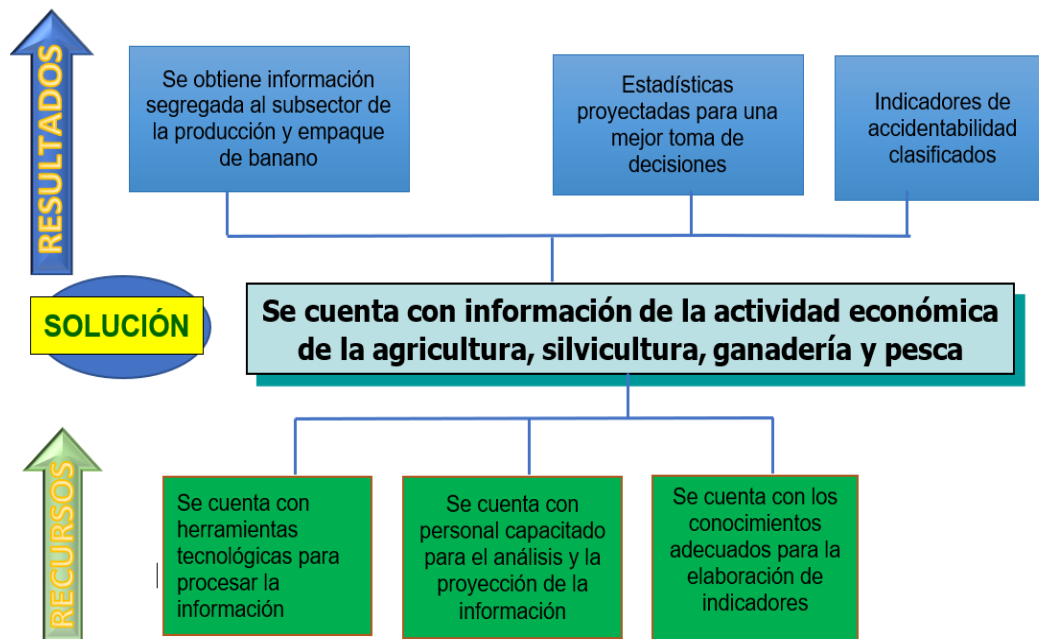 RESULTADOS
Se obtiene información
segregada al subsector de
la producción y empaque
de banano
Estadísticas
proyectadas para una
mejor toma de
decisiones
Indicadores de
accidentabilidad
clasificados
SOLUCIÓN
Se cuenta con información de la actividad económica
de la agricultura, silvicultura, ganadería y pesca
RECURSOS
Se cuenta con
herramientas
tecnológicas para
procesar la
información
Se cuenta con
personal capacitado
para el análisis y la
proyección de la
información
Se cuenta con los
conocimientos
adecuados para la
elaboración de
indicadores